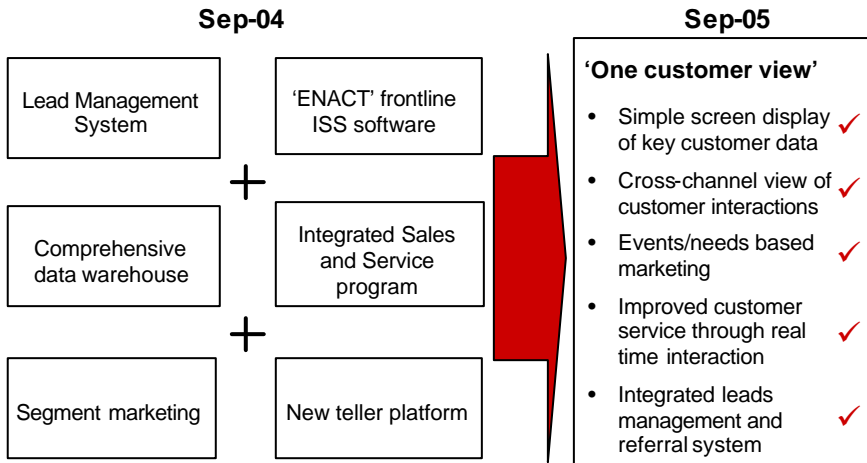 Sep-04
Sep-05
Lead Management
System
'ENACT' frontline
ISS software
+
Comprehensive
data warehouse
Integrated Sales
and Service
program
+
Segment marketing
New teller platform
'One customer view'
• Simple screen display
of key customer data ✓
• Cross-channel view of
customer interactions ✓
• Events/needs based
marketing ✓
• Improved customer
service through real
time interaction ✓
• Integrated leads
management and
referral system ✓